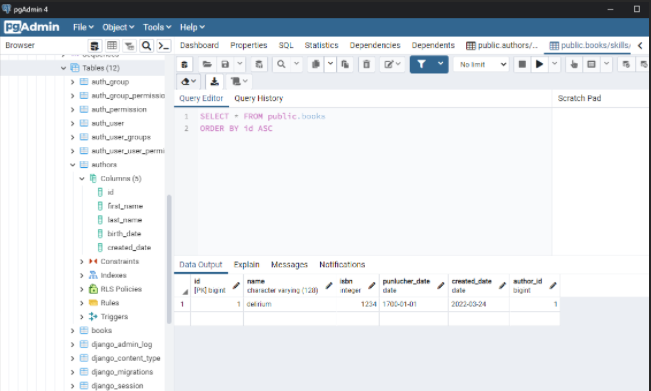 pgAdmin 4
pgAdmin File Object Tools Help
Browser
Dashboard Properties SQL Statistics Dependencies Dependents public.authors/... public.books/skills/
Tables (12)
auth_group
auth_group_permissio
auth_permission
auth_user
auth_user_groups
auth_user_user_permi
authors
Columns (5)
id
first_name
last_name
birth_date
created_date
Constraints
Indexes
RLS Policies
Rules
Triggers
books
django_admin_log
django_content_type
django_migrations
django_session
No limit
Query Editor Query History
Scratch Pad
1 SELECT * FROM public.books
2 ORDER BY id ASC
Data Output Explain Messages Notifications
id name isbn punlucher_date created_date author_id
[PK] bigint character varying (128) integer date date bigint
1 1 delirium 1234 1700-01-01 2022-03-24 1